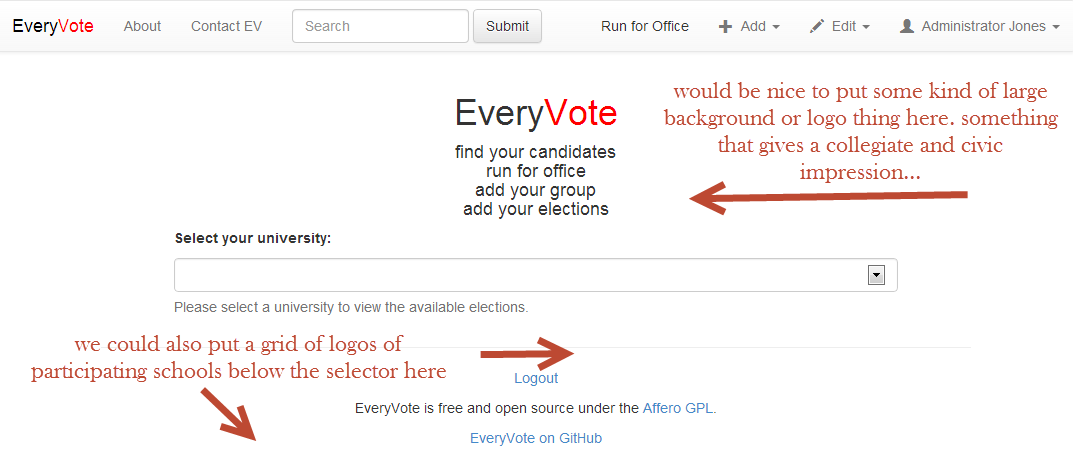 EveryVote About Contact EV Search Submit Run for Office Add Edit Administrator Jones
would be nice to put some kind of large
background or logo thing here. something
that gives a collegiate and civic
impression...
EveryVote
find your candidates
run for office
add your group
add your elections
Select your university:
Please select a university to view the available elections.
we could also put a grid of logos of
participating schools below the selector here
Logout
EveryVote is free and open source under the Affero GPL.
EveryVote on GitHub